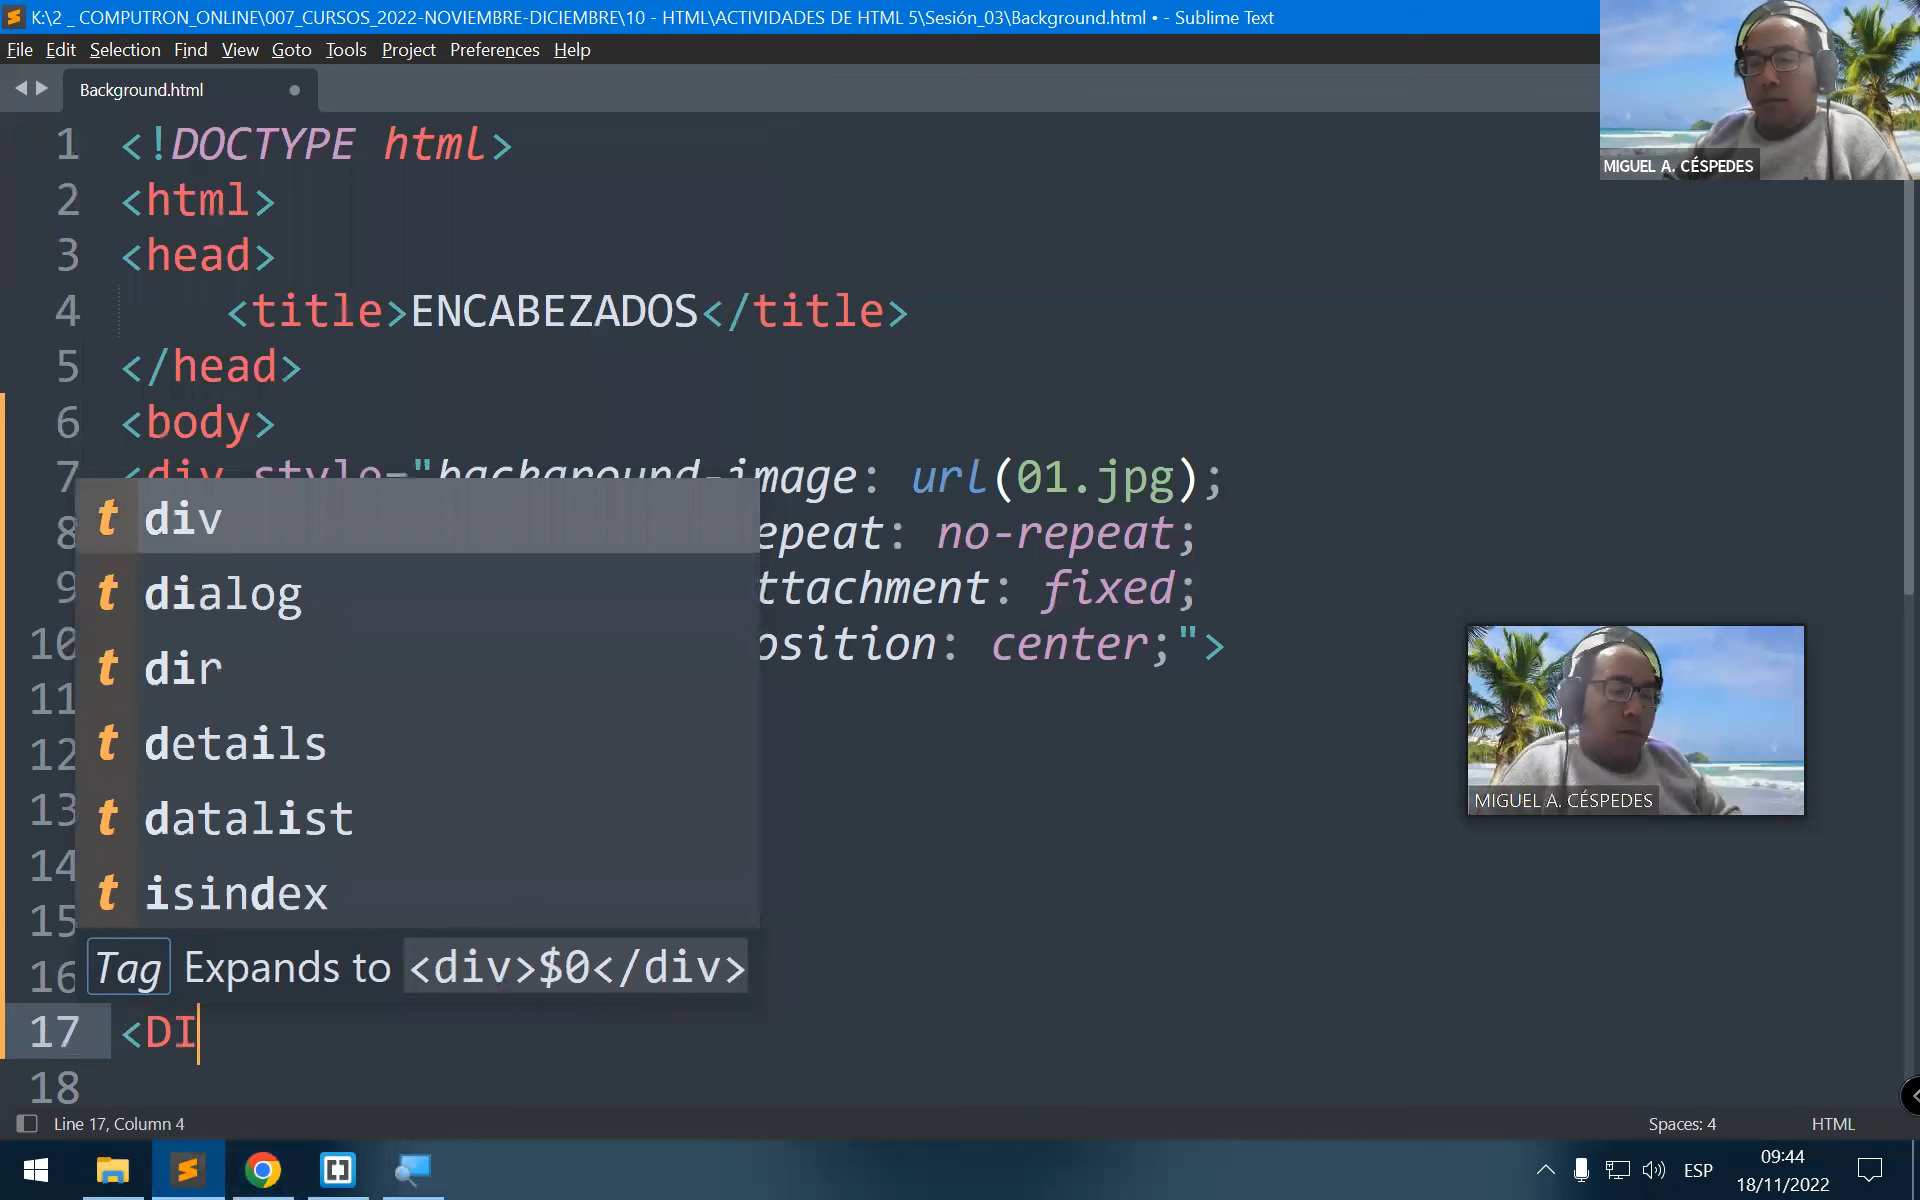 K:\2 _ COMPUTRON_ONLINE\007_CURSOS_2022-NOVIEMBRE-DICIEMBRE\10 - HTML\ACTIVIDADES DE HTML 5\Sesión_03\Background.html • - Sublime Text
File Edit Selection Find View Goto Tools Project Preferences Help
Background.html
MIGUEL A. CÉSPEDES
1 <!DOCTYPE html>
2 <html>
3 <head>
4 <title>ENCABEZADOS</title>
5 </head>
6 <body>
7 <div style="background-image: url(01.jpg);
8 epeat: no-repeat;
9 ttachment: fixed;
10 osition: center;">
11
12
13
14
15
16
17 <DI
18
div
dialog
dir
details
datalist
isindex
Tag Expands to <div>$0</div>
MIGUEL A. CÉSPEDES
Line 17, Column 4
Spaces: 4 HTML
ESP
09:44
18/11/2022